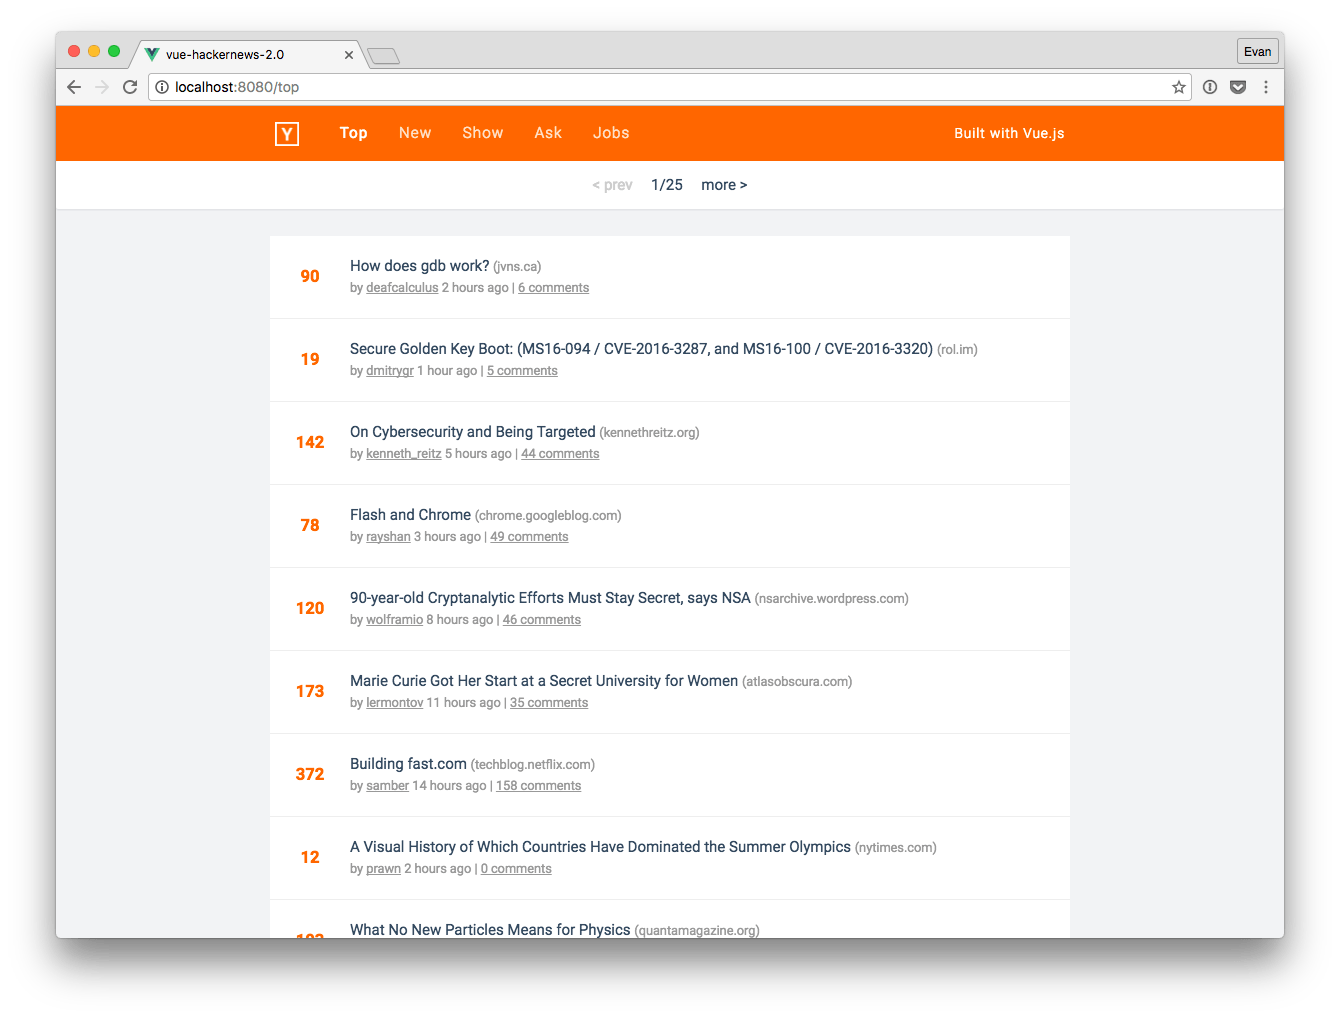 vue-hackernews-2.0
Evan
localhost:8080/top
Y Top New Show Ask Jobs Built with Vue.js
< prev 1/25 more >
90
How does gdb work? (jvns.ca)
by deafcalculus 2 hours ago | 6 comments
19
Secure Golden Key Boot: (MS16-094 / CVE-2016-3287, and MS16-100 / CVE-2016-3320) (rol.im)
by dmitrygr 1 hour ago | 5 comments
142
On Cybersecurity and Being Targeted (kennethreitz.org)
by kenneth_reitz 5 hours ago | 44 comments
78
Flash and Chrome (chrome.googleblog.com)
by rayshan 3 hours ago | 49 comments
120
90-year-old Cryptanalytic Efforts Must Stay Secret, says NSA (nsarchive.wordpress.com)
by wolframio 8 hours ago | 46 comments
173
Marie Curie Got Her Start at a Secret University for Women (atlasobscura.com)
by lermontov 11 hours ago | 35 comments
372
Building fast.com (techblog.netflix.com)
by samber 14 hours ago | 158 comments
12
A Visual History of Which Countries Have Dominated the Summer Olympics (nytimes.com)
by prawn 2 hours ago | 0 comments
What No New Particles Means for Physics (quantamagazine.org)